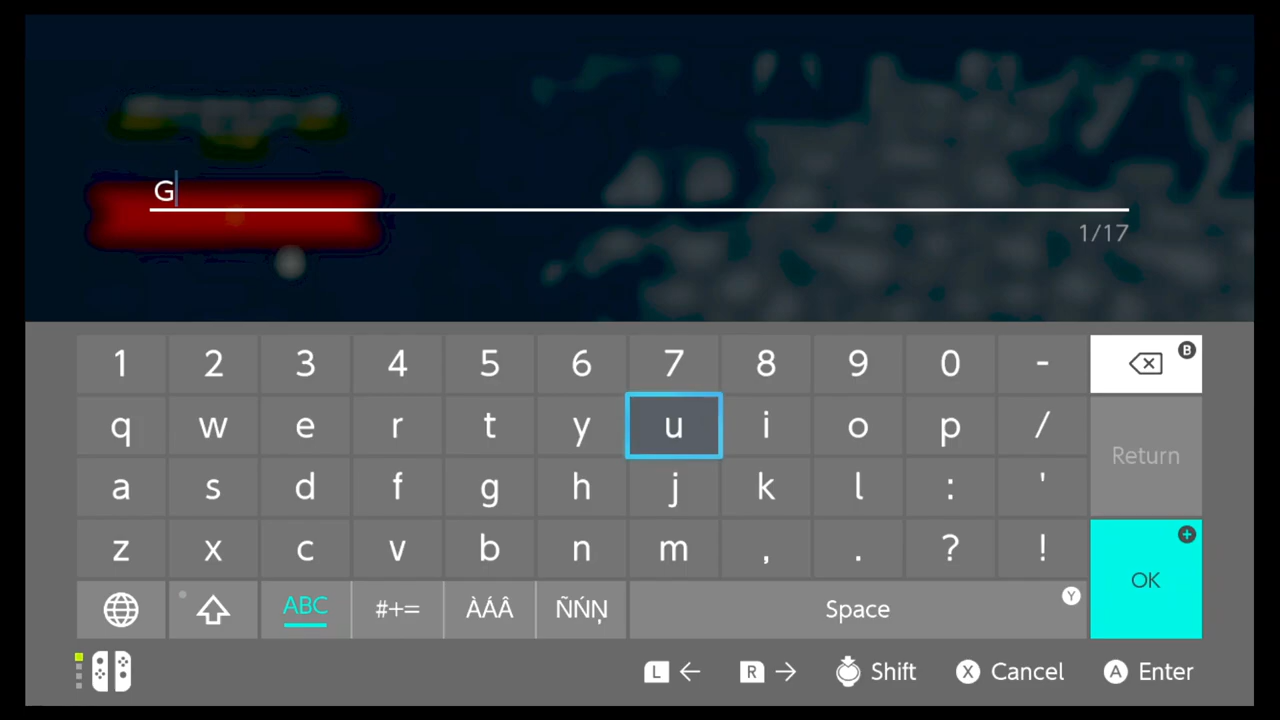 G
1/17
1 2 3 4 5 6 7 8 9 0 - B
q w e r t y u i o p / Return
a s d f g h j k l : '
z x c v b n m , . ? ! + OK
ABC #+= ÀÁÂ ÑŃŅ Space Y
L ← R → Shift X Cancel A Enter